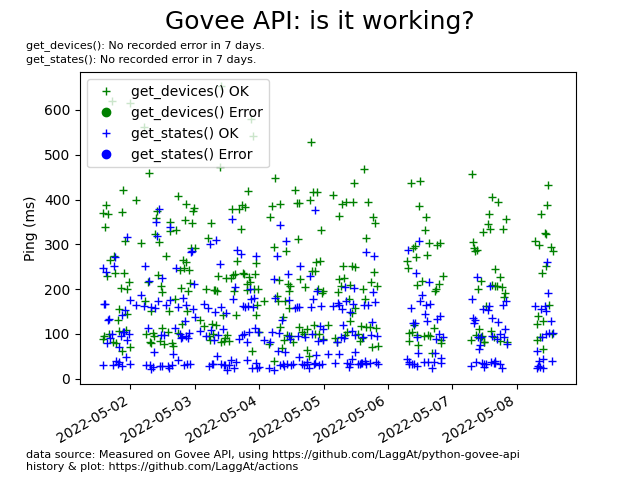 Govee API: is it working?
get_devices(): No recorded error in 7 days.
get_states(): No recorded error in 7 days.
get_devices() OK
get_devices() Error
get_states() OK
get_states() Error
Ping (ms)
600
500
400
300
200
100
0
2022-05-02
2022-05-03
2022-05-04
2022-05-05
2022-05-06
2022-05-07
2022-05-08
data source: Measured on Govee API, using https://github.com/LaggAt/python-govee-api
history & plot: https://github.com/LaggAt/actions